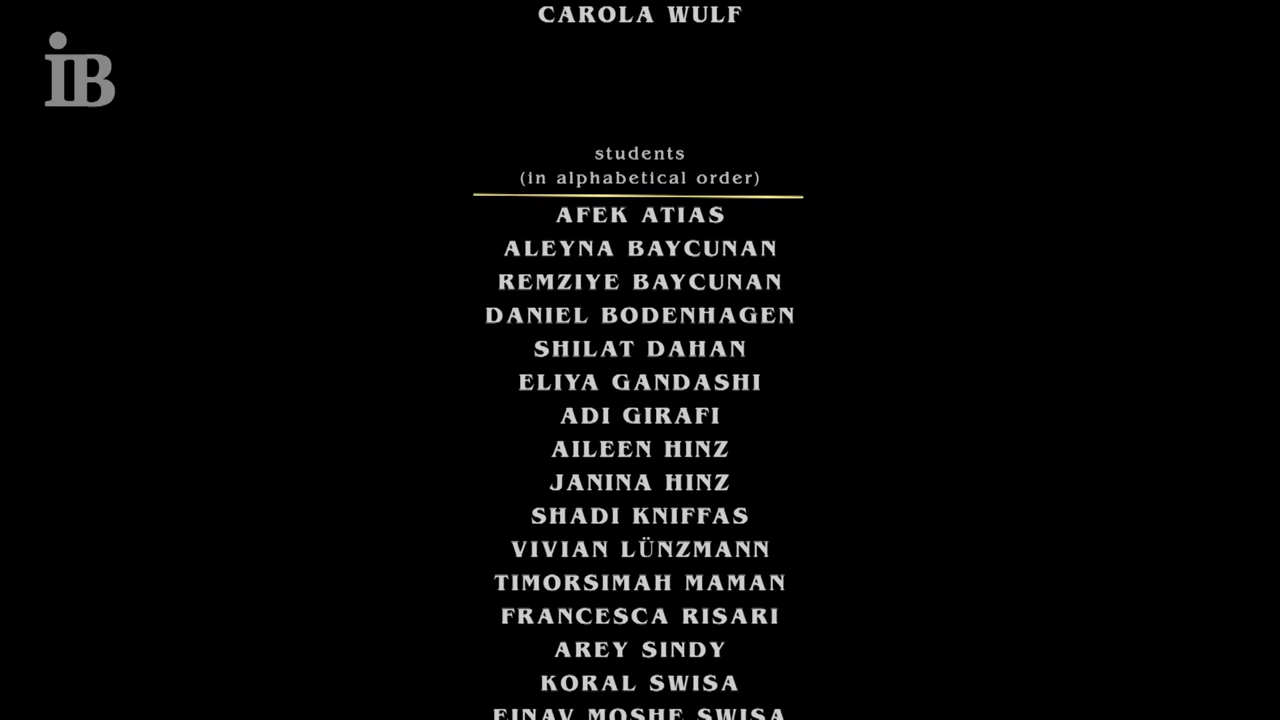 CAROLA WULF
iB
students
(in alphabetical order)
AFEK ATIAS
ALEYNA BAYCUNAN
REMZIYE BAYCUNAN
DANIEL BODENHAGEN
SHILAT DAHAN
ELIYA GANDASHI
ADI GIRAFI
AILEEN HINZ
JANINA HINZ
SHADI KNIFFAS
VIVIAN LÜNZMANN
TIMORSIMAH MAMAN
FRANCESCA RISARI
AREY SINDY
KORAL SWISA
EINAV MOSHE SWISA